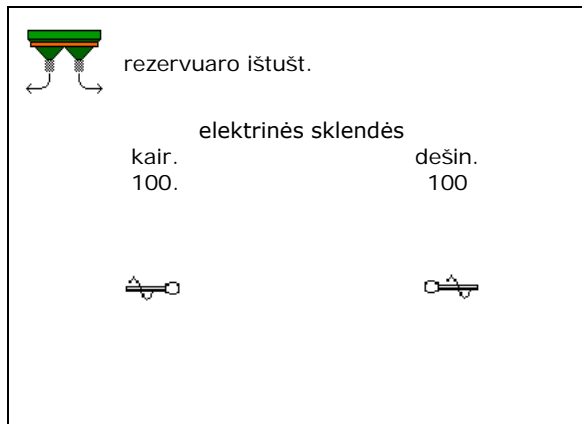 rezervuaro ištušt.
elektrinės sklendės
kair. dešin.
100. 100